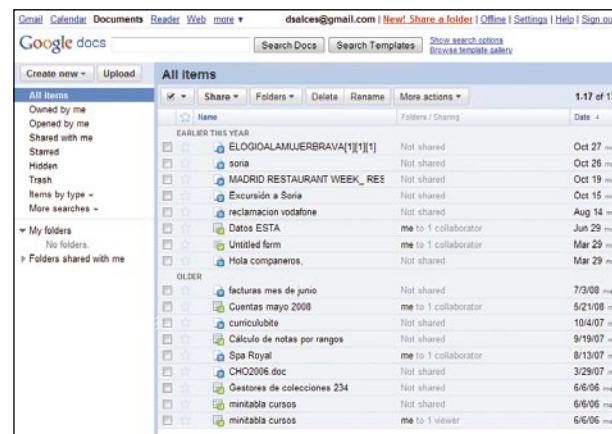 Gmail Calendar Documents Reader Web more ▼ dsalces@gmail.com | New! Share a folder | Offline | Settings | Help | Sign ou
Google docs Search Docs Search Templates Show search options
Browse template gallery
Create new Upload All items
Share Folders Delete Rename More actions 1-17 of 17
All items
Owned by me
Opened by me
Shared with me
Starred
Hidden
Trash
Items by type
More searches
My folders
No folders.
Folders shared with me
Name Folders / Sharing Date
EARLIER THIS YEAR
ELOGIOALAMUJERBRAVA[1][1][1] Not shared Oct 27
soria Not shared Oct 26
MADRID RESTAURANT WEEK_ RES Not shared Oct 19
Excursión a Soria Not shared Oct 15
reclamacion vodafone Not shared Aug 14
Datos ESTA me to 1 collaborator Jun 29
Untitled form me to 1 collaborator Mar 29
Hola companeros, Not shared Mar 29
OLDER
facturas mes de junio Not shared 7/3/08
Cuentas mayo 2008 me to 1 collaborator 5/21/08
curriculubite Not shared 10/4/07
Cálculo de notas por rangos Not shared 9/19/07
Spa Royal me to 1 collaborator 8/13/07
CHO2006.doc Not shared 3/29/07
Gestores de colecciones 234 Not shared 6/6/06
minitabla cursos Not shared 6/6/06
minitabla cursos me to 1 viewer 6/6/06